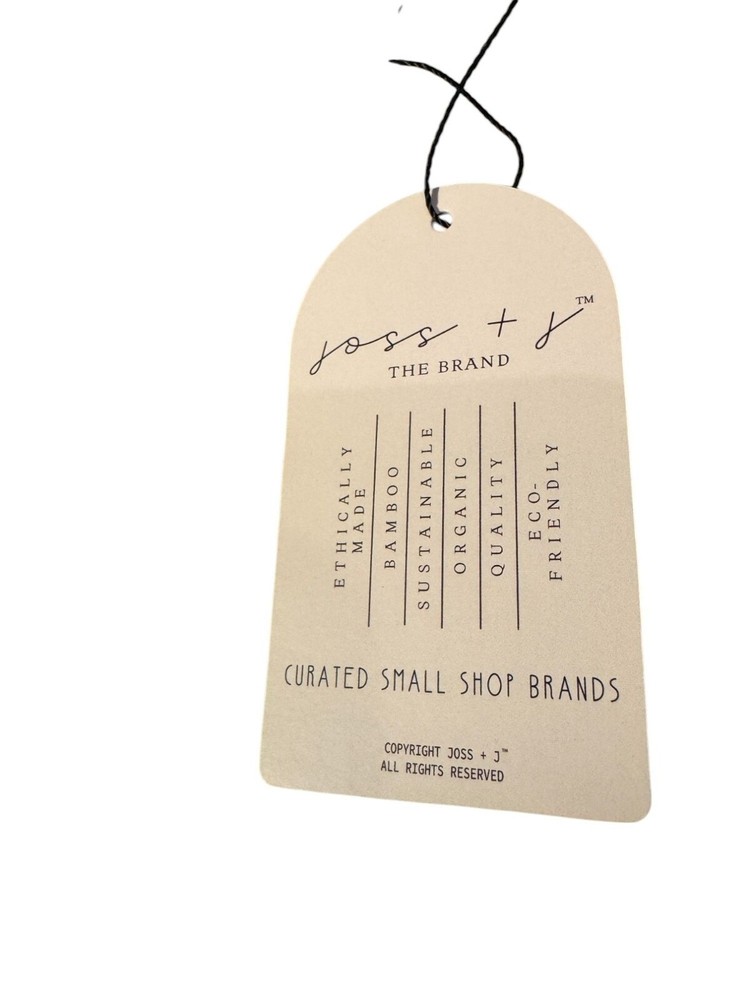 joss + j™
THE BRAND
ETHICALLY
MADE
BAMBOO
SUSTAINABLE
ORGANIC
QUALITY
ECO-
FRIENDLY
CURATED SMALL SHOP BRANDS
COPYRIGHT JOSS + J™
ALL RIGHTS RESERVED